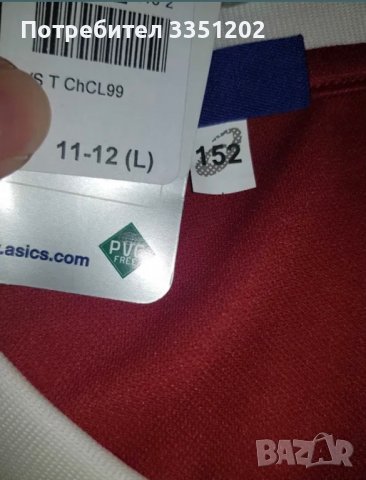 Потребител 3351202
S T ChCL99
11-12 (L)
152
.asics.com
PVC
FREE
BAZAR